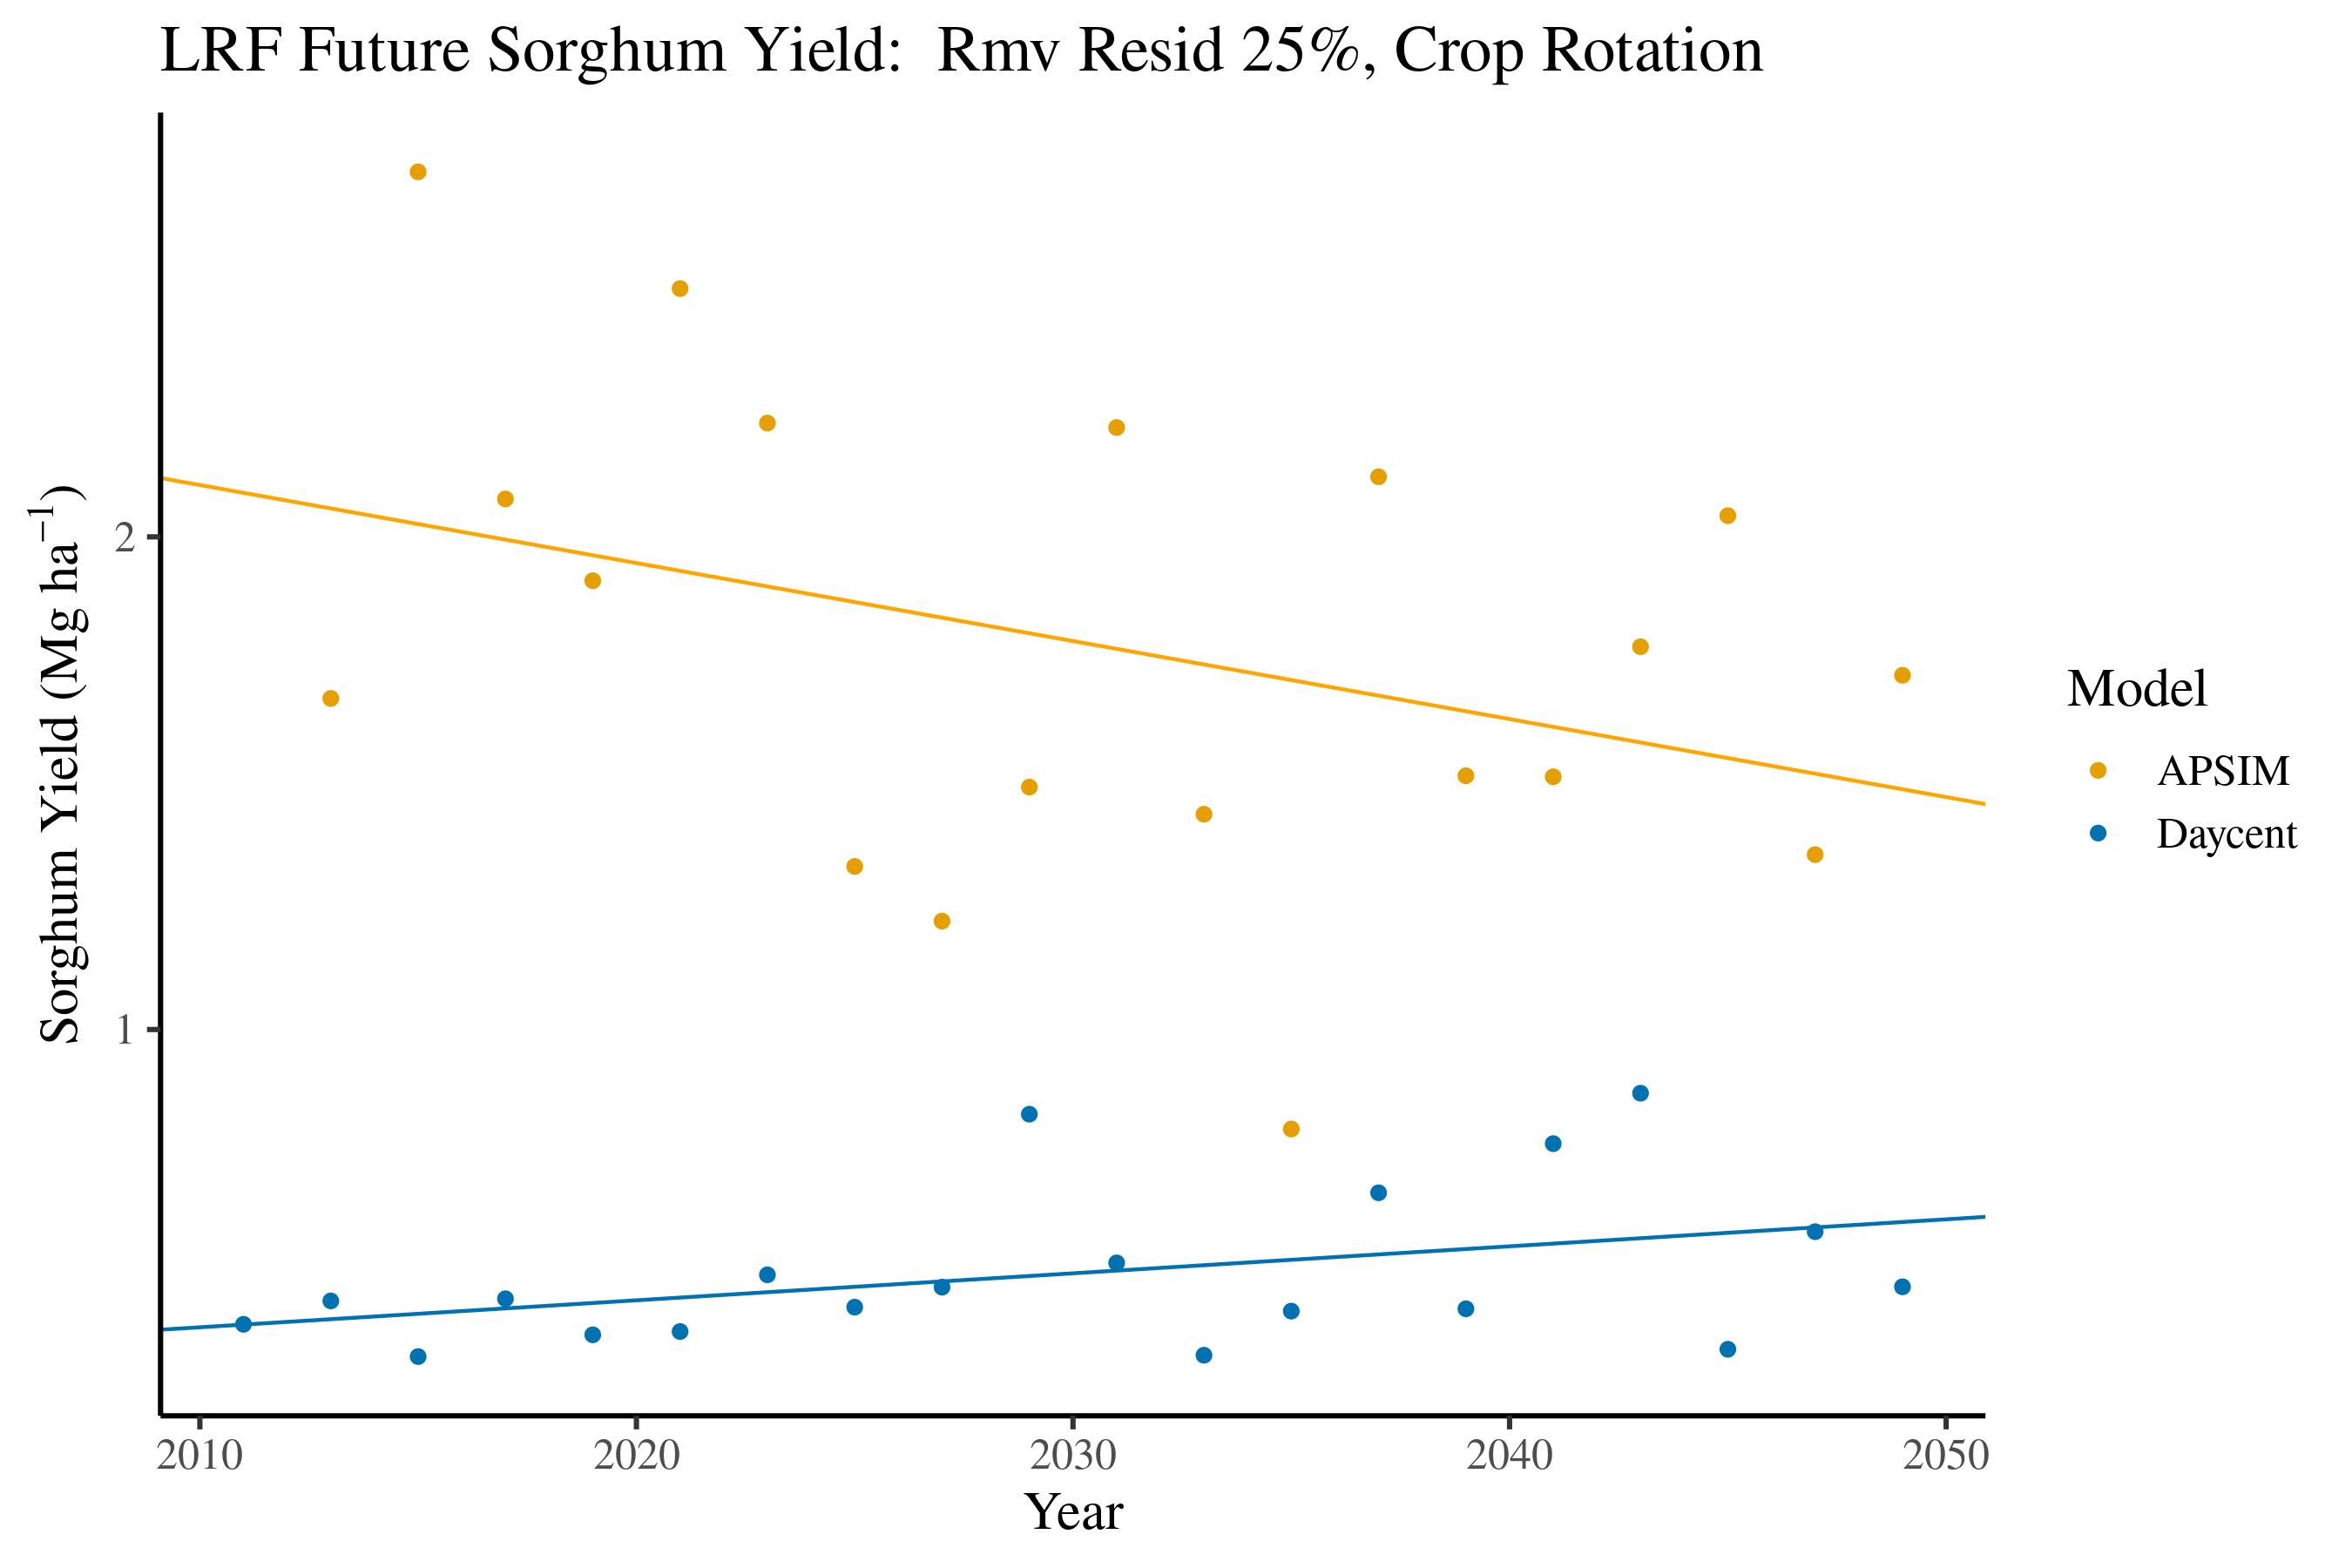 LRF Future Sorghum Yield:  Rmv Resid 25%, Crop Rotation
Sorghum Yield (Mg ha⁻¹)
2
1
2010 2020 2030 2040 2050
Year
Model
APSIM
Daycent